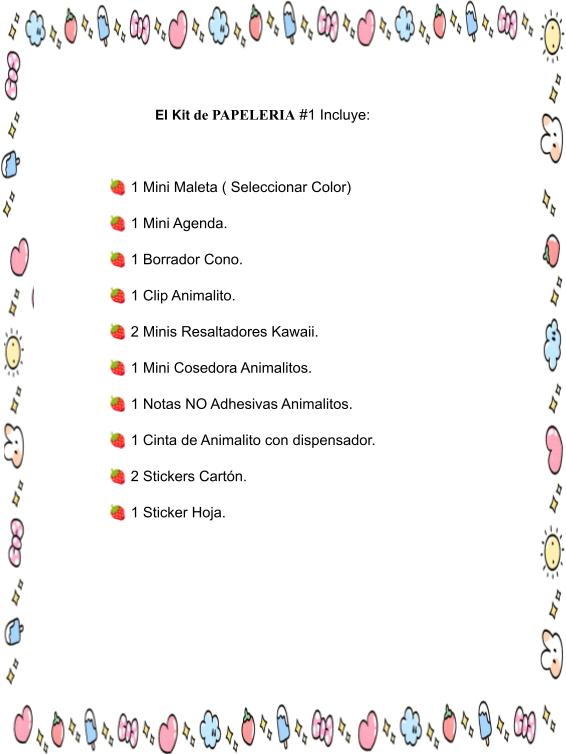 El Kit de PAPELERIA #1 Incluye:
🍓 1 Mini Maleta ( Seleccionar Color)
🍓 1 Mini Agenda.
🍓 1 Borrador Cono.
🍓 1 Clip Animalito.
🍓 2 Minis Resaltadores Kawaii.
🍓 1 Mini Cosedora Animalitos.
🍓 1 Notas NO Adhesivas Animalitos.
🍓 1 Cinta de Animalito con dispensador.
🍓 2 Stickers Cartón.
🍓 1 Sticker Hoja.